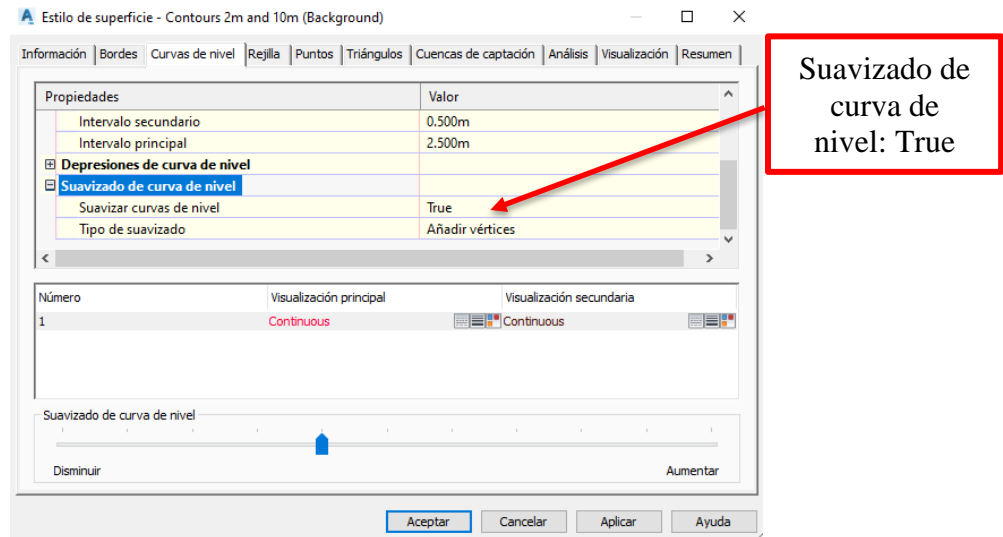 Estilo de superficie - Contours 2m and 10m (Background)
Información Bordes Curvas de nivel Rejilla Puntos Triángulos Cuencas de captación Análisis Visualización Resumen
Propiedades Valor
Intervalo secundario 0.500m
Intervalo principal 2.500m
Depresiones de curva de nivel
Suavizado de curva de nivel
Suavizar curvas de nivel True
Tipo de suavizado Añadir vértices
Número Visualización principal Visualización secundaria
1 Continuous Continuous
Suavizado de curva de nivel
Disminuir Aumentar
Aceptar Cancelar Aplicar Ayuda
Suavizado de
curva de
nivel: True